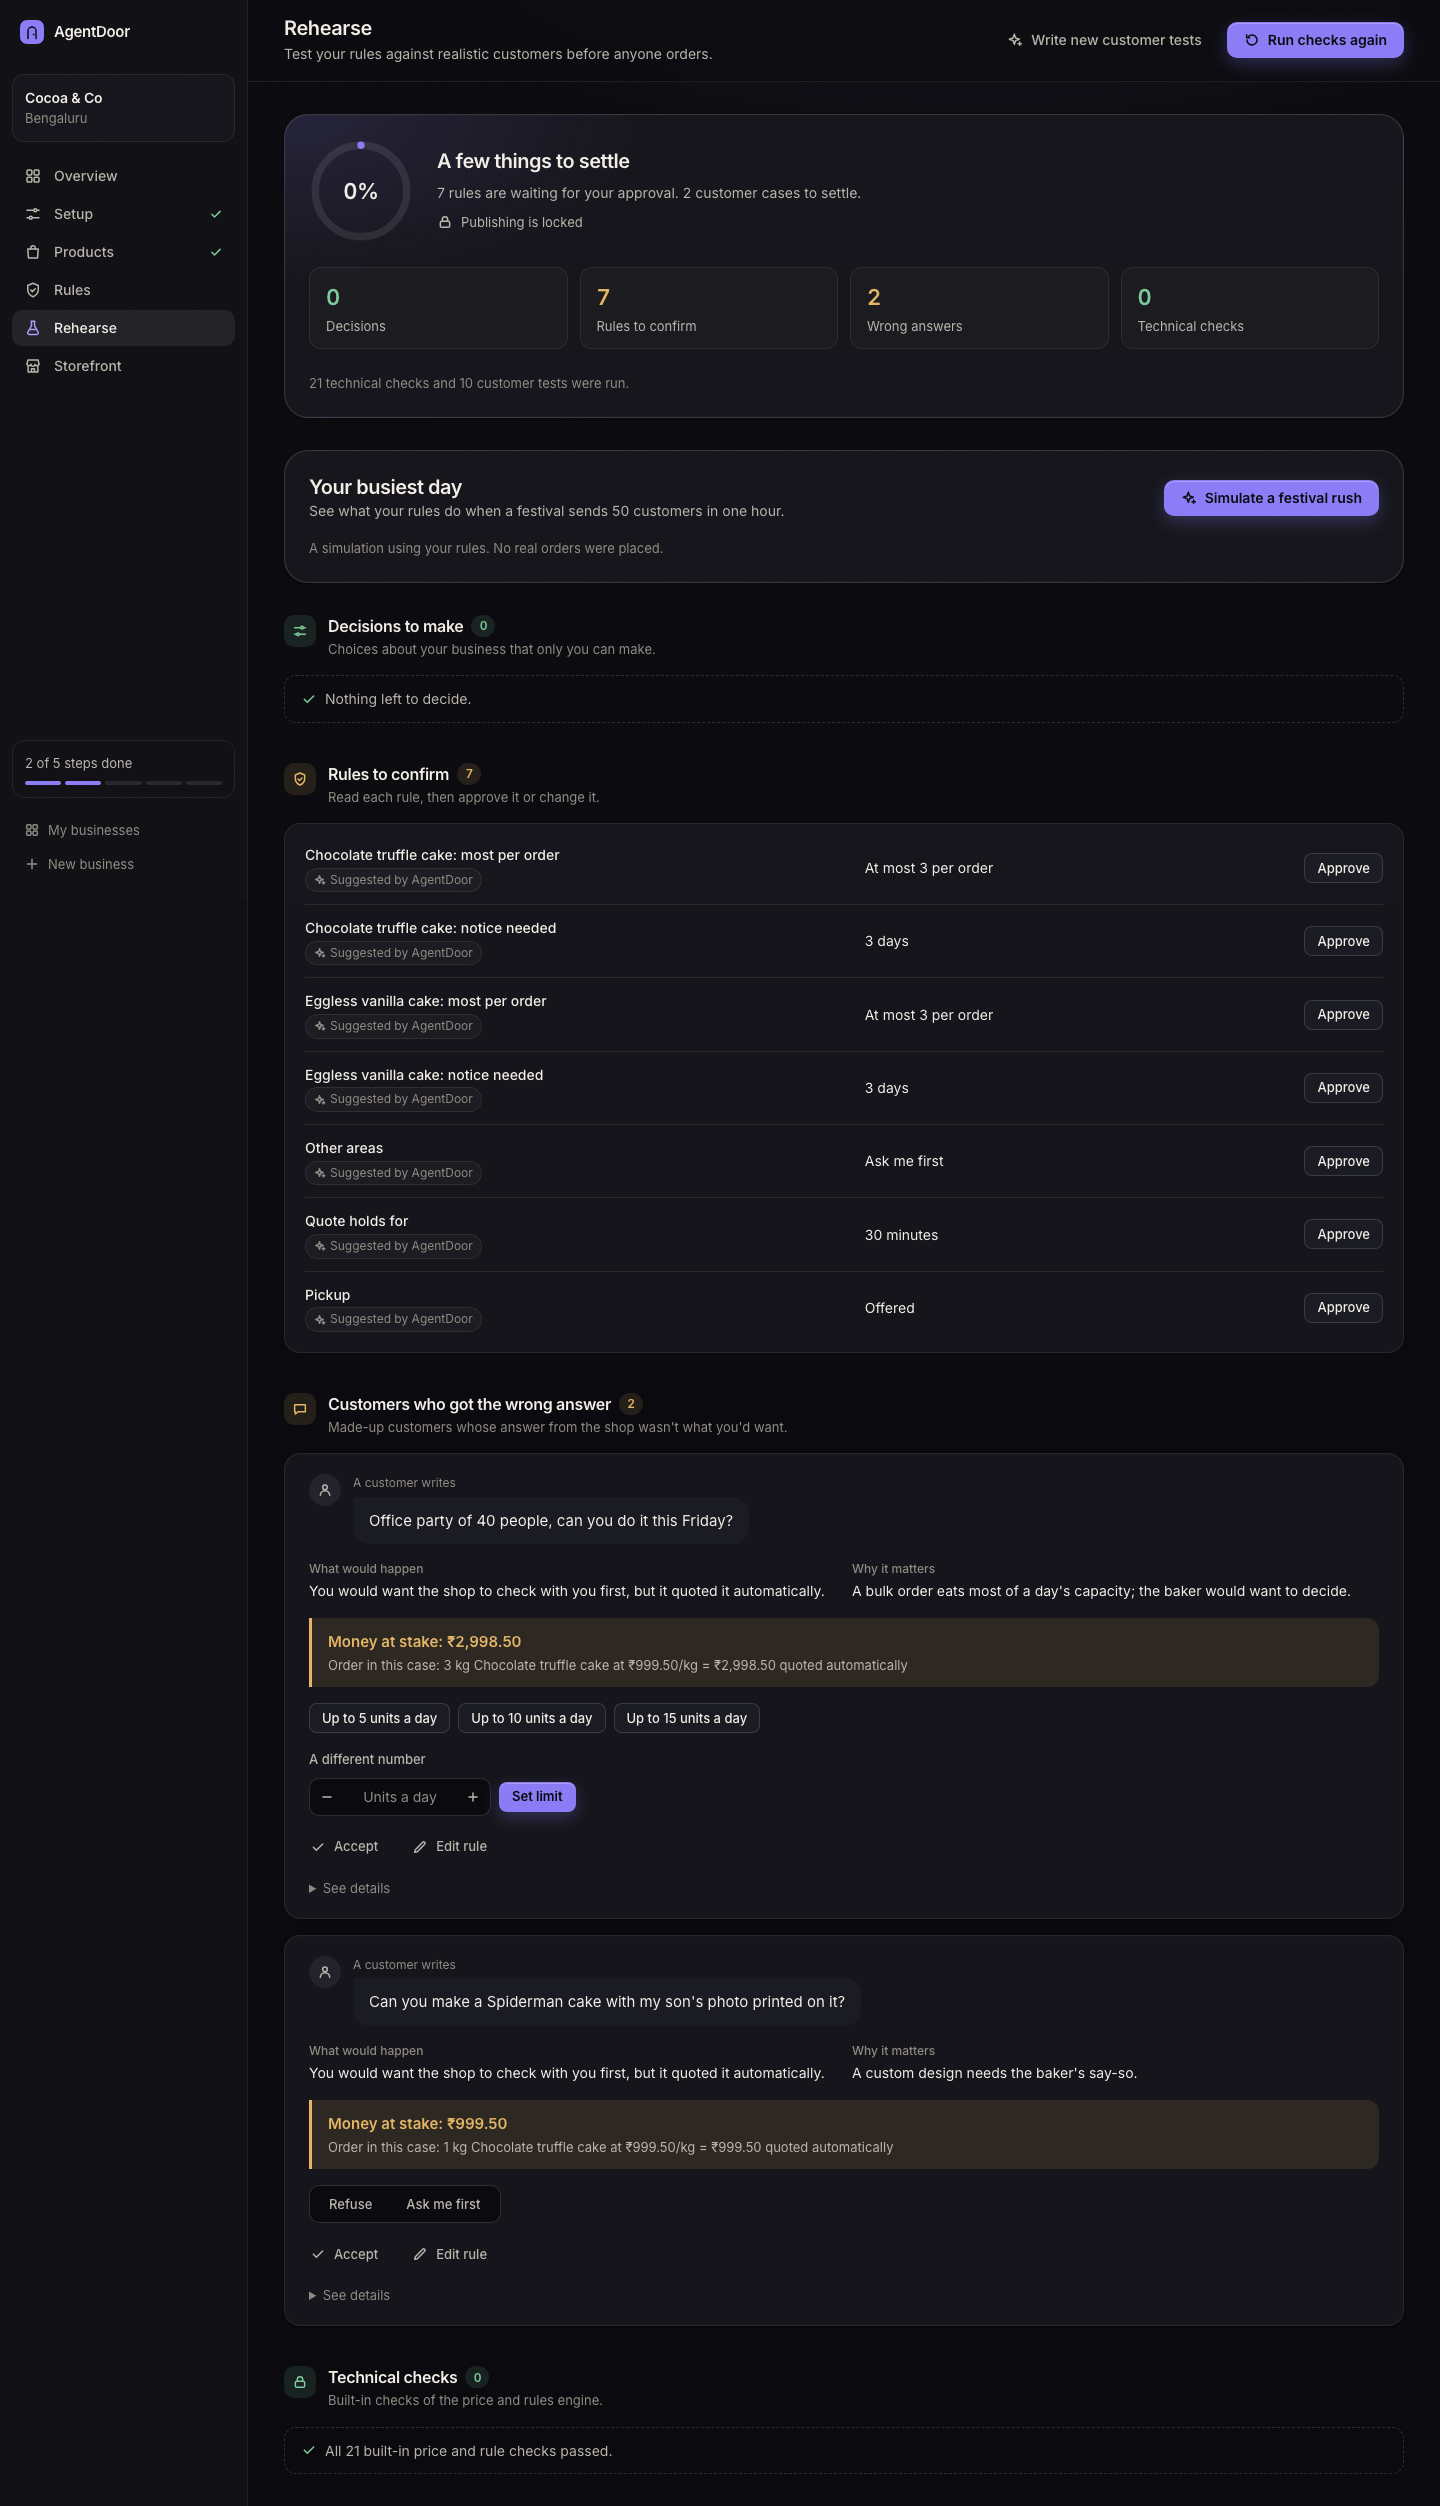 AgentDoor
Cocoa & Co
Bengaluru
Overview
Setup
Products
Rules
Rehearse
Storefront
2 of 5 steps done
My businesses
New business
Rehearse
Test your rules against realistic customers before anyone orders.
Write new customer tests
Run checks again
0%
A few things to settle
7 rules are waiting for your approval. 2 customer cases to settle.
Publishing is locked
0
Decisions
7
Rules to confirm
2
Wrong answers
0
Technical checks
21 technical checks and 10 customer tests were run.
Your busiest day
See what your rules do when a festival sends 50 customers in one hour.
Simulate a festival rush
A simulation using your rules. No real orders were placed.
Decisions to make 0
Choices about your business that only you can make.
Nothing left to decide.
Rules to confirm 7
Read each rule, then approve it or change it.
Chocolate truffle cake: most per order
Suggested by AgentDoor
At most 3 per order
Approve
Chocolate truffle cake: notice needed
Suggested by AgentDoor
3 days
Approve
Eggless vanilla cake: most per order
Suggested by AgentDoor
At most 3 per order
Approve
Eggless vanilla cake: notice needed
Suggested by AgentDoor
3 days
Approve
Other areas
Suggested by AgentDoor
Ask me first
Approve
Quote holds for
Suggested by AgentDoor
30 minutes
Approve
Pickup
Suggested by AgentDoor
Offered
Approve
Customers who got the wrong answer 2
Made-up customers whose answer from the shop wasn't what you'd want.
A customer writes
Office party of 40 people, can you do it this Friday?
What would happen
You would want the shop to check with you first, but it quoted it automatically.
Why it matters
A bulk order eats most of a day's capacity; the baker would want to decide.
Money at stake: ₹2,998.50
Order in this case: 3 kg Chocolate truffle cake at ₹999.50/kg = ₹2,998.50 quoted automatically
Up to 5 units a day
Up to 10 units a day
Up to 15 units a day
A different number
− Units a day +
Set limit
Accept
Edit rule
See details
A customer writes
Can you make a Spiderman cake with my son's photo printed on it?
What would happen
You would want the shop to check with you first, but it quoted it automatically.
Why it matters
A custom design needs the baker's say-so.
Money at stake: ₹999.50
Order in this case: 1 kg Chocolate truffle cake at ₹999.50/kg = ₹999.50 quoted automatically
Refuse
Ask me first
Accept
Edit rule
See details
Technical checks 0
Built-in checks of the price and rules engine.
All 21 built-in price and rule checks passed.